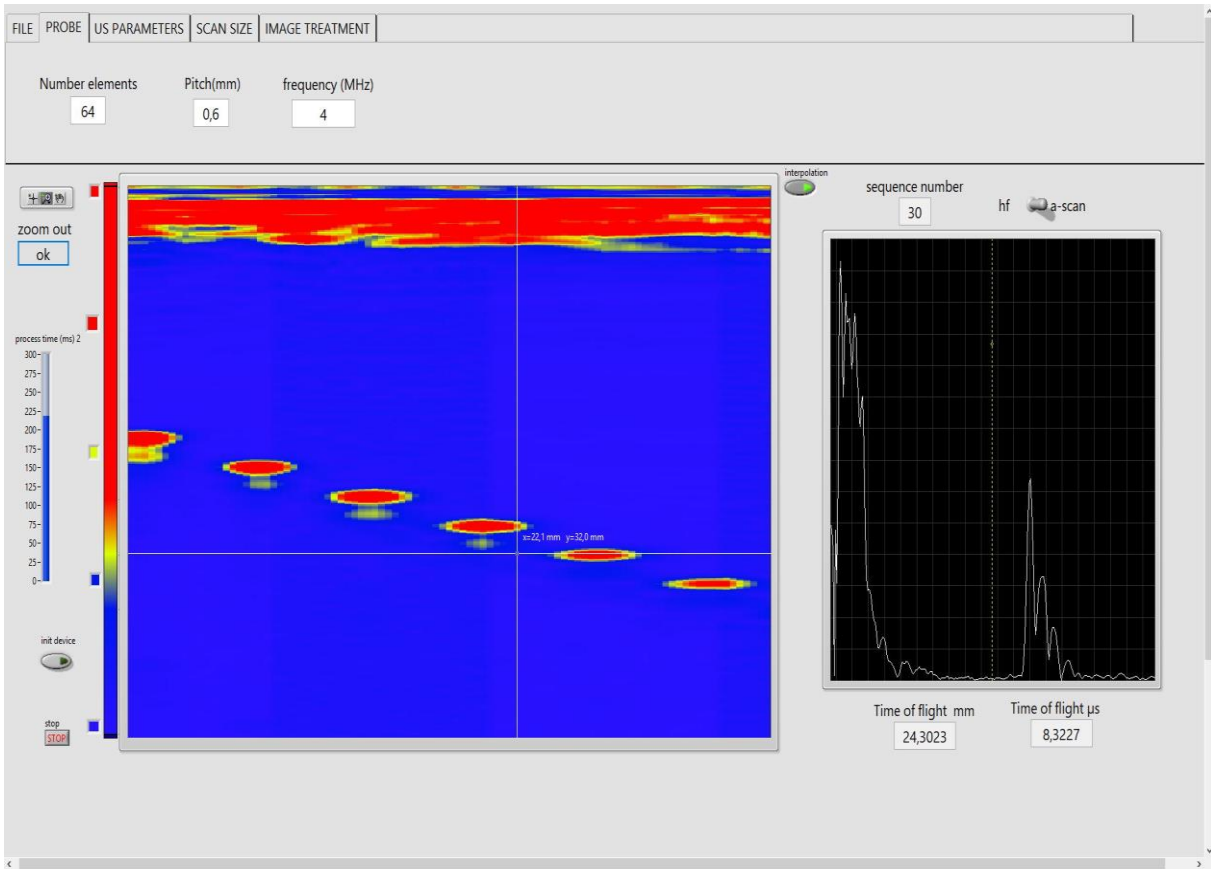 FILE PROBE US PARAMETERS SCAN SIZE IMAGE TREATMENT
Number elements Pitch(mm) frequency (MHz)
64 0,6 4
interpolation
sequence number
30
hf a-scan
zoom out
ok
process time (ms) 2
300-
275-
250-
225-
200-
175-
150-
125-
100-
75-
50-
25-
0-
x=22,1 mm y=32,0 mm
init device
stop
STOP
Time of flight mm Time of flight µs
24,3023 8,3227